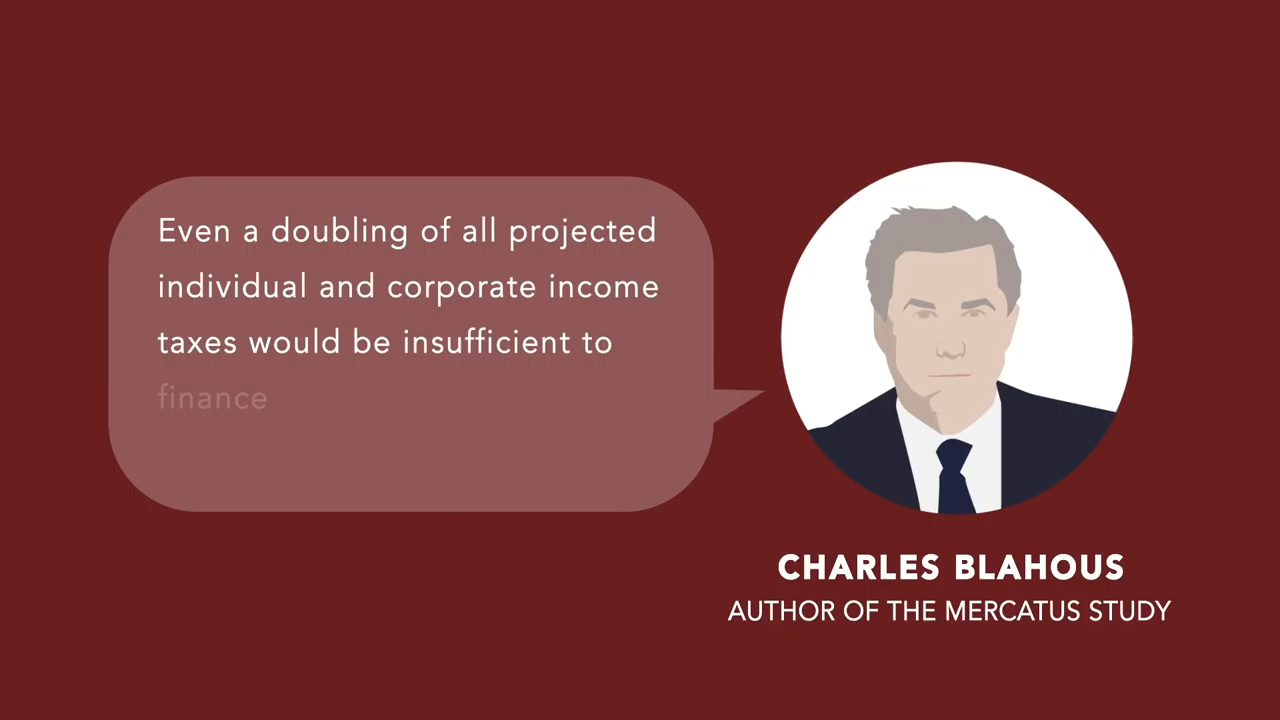 Even a doubling of all projected
individual and corporate income
taxes would be insufficient to
finance
CHARLES BLAHOUS
AUTHOR OF THE MERCATUS STUDY